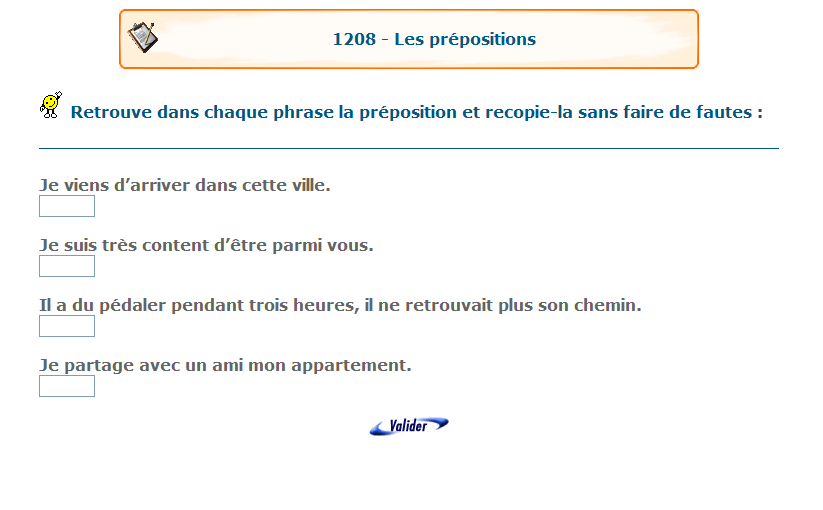 1208 - Les prépositions
Retrouve dans chaque phrase la préposition et recopie-la sans faire de fautes :
Je viens d’arriver dans cette ville.
Je suis très content d’être parmi vous.
Il a du pédaler pendant trois heures, il ne retrouvait plus son chemin.
Je partage avec un ami mon appartement.
Valider